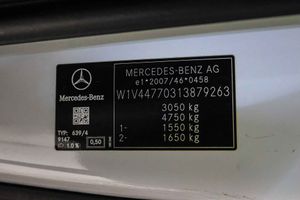 MERCEDES-BENZ AG
e1*2007/46*0458
W1V44770313879263
Mercedes-Benz
3050 kg
4750 kg
1- 1550 kg
2- 1650 kg
TYP: 639/4
9147
1.0 %
0,50